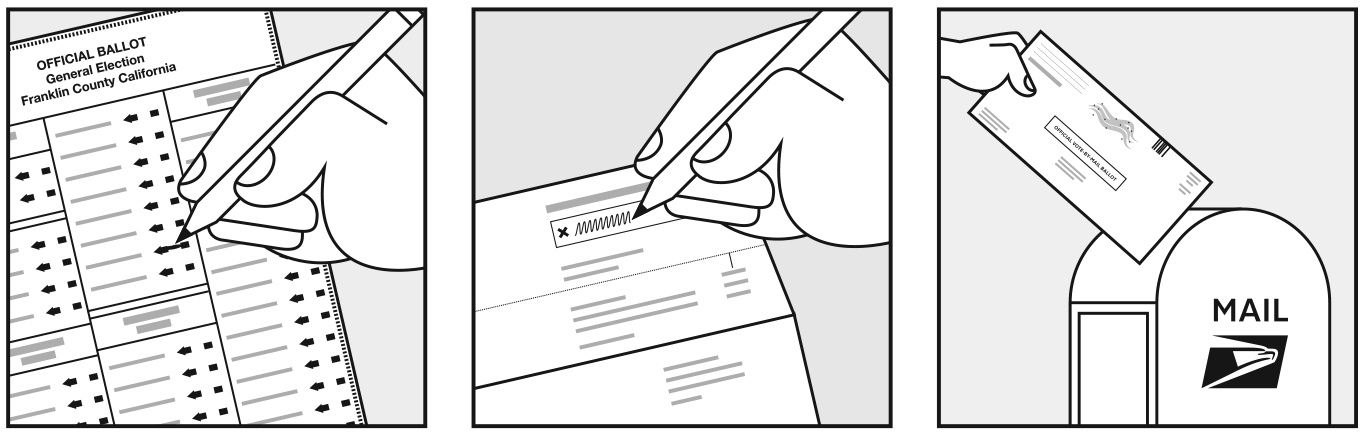 OFFICIAL BALLOT
General Election
Franklin County California
OFFICIAL VOTE-BY-MAIL BALLOT
MAIL